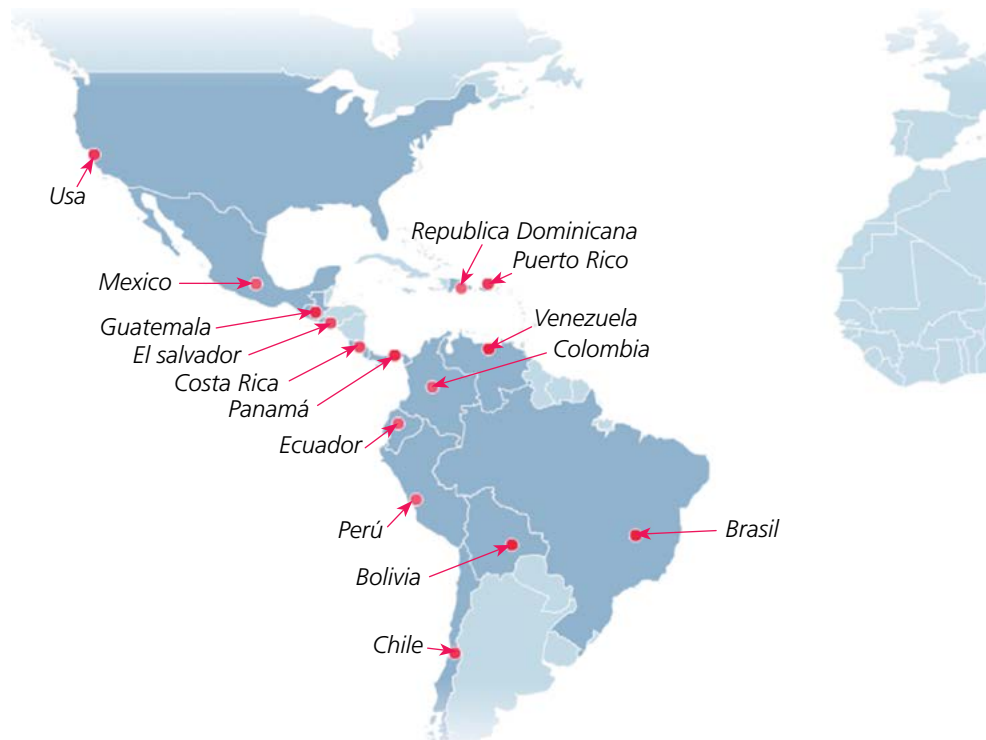 Usa
Republica Dominicana
Puerto Rico
Mexico
Guatemala
Venezuela
El salvador
Colombia
Costa Rica
Panamá
Ecuador
Perú
Brasil
Bolivia
Chile